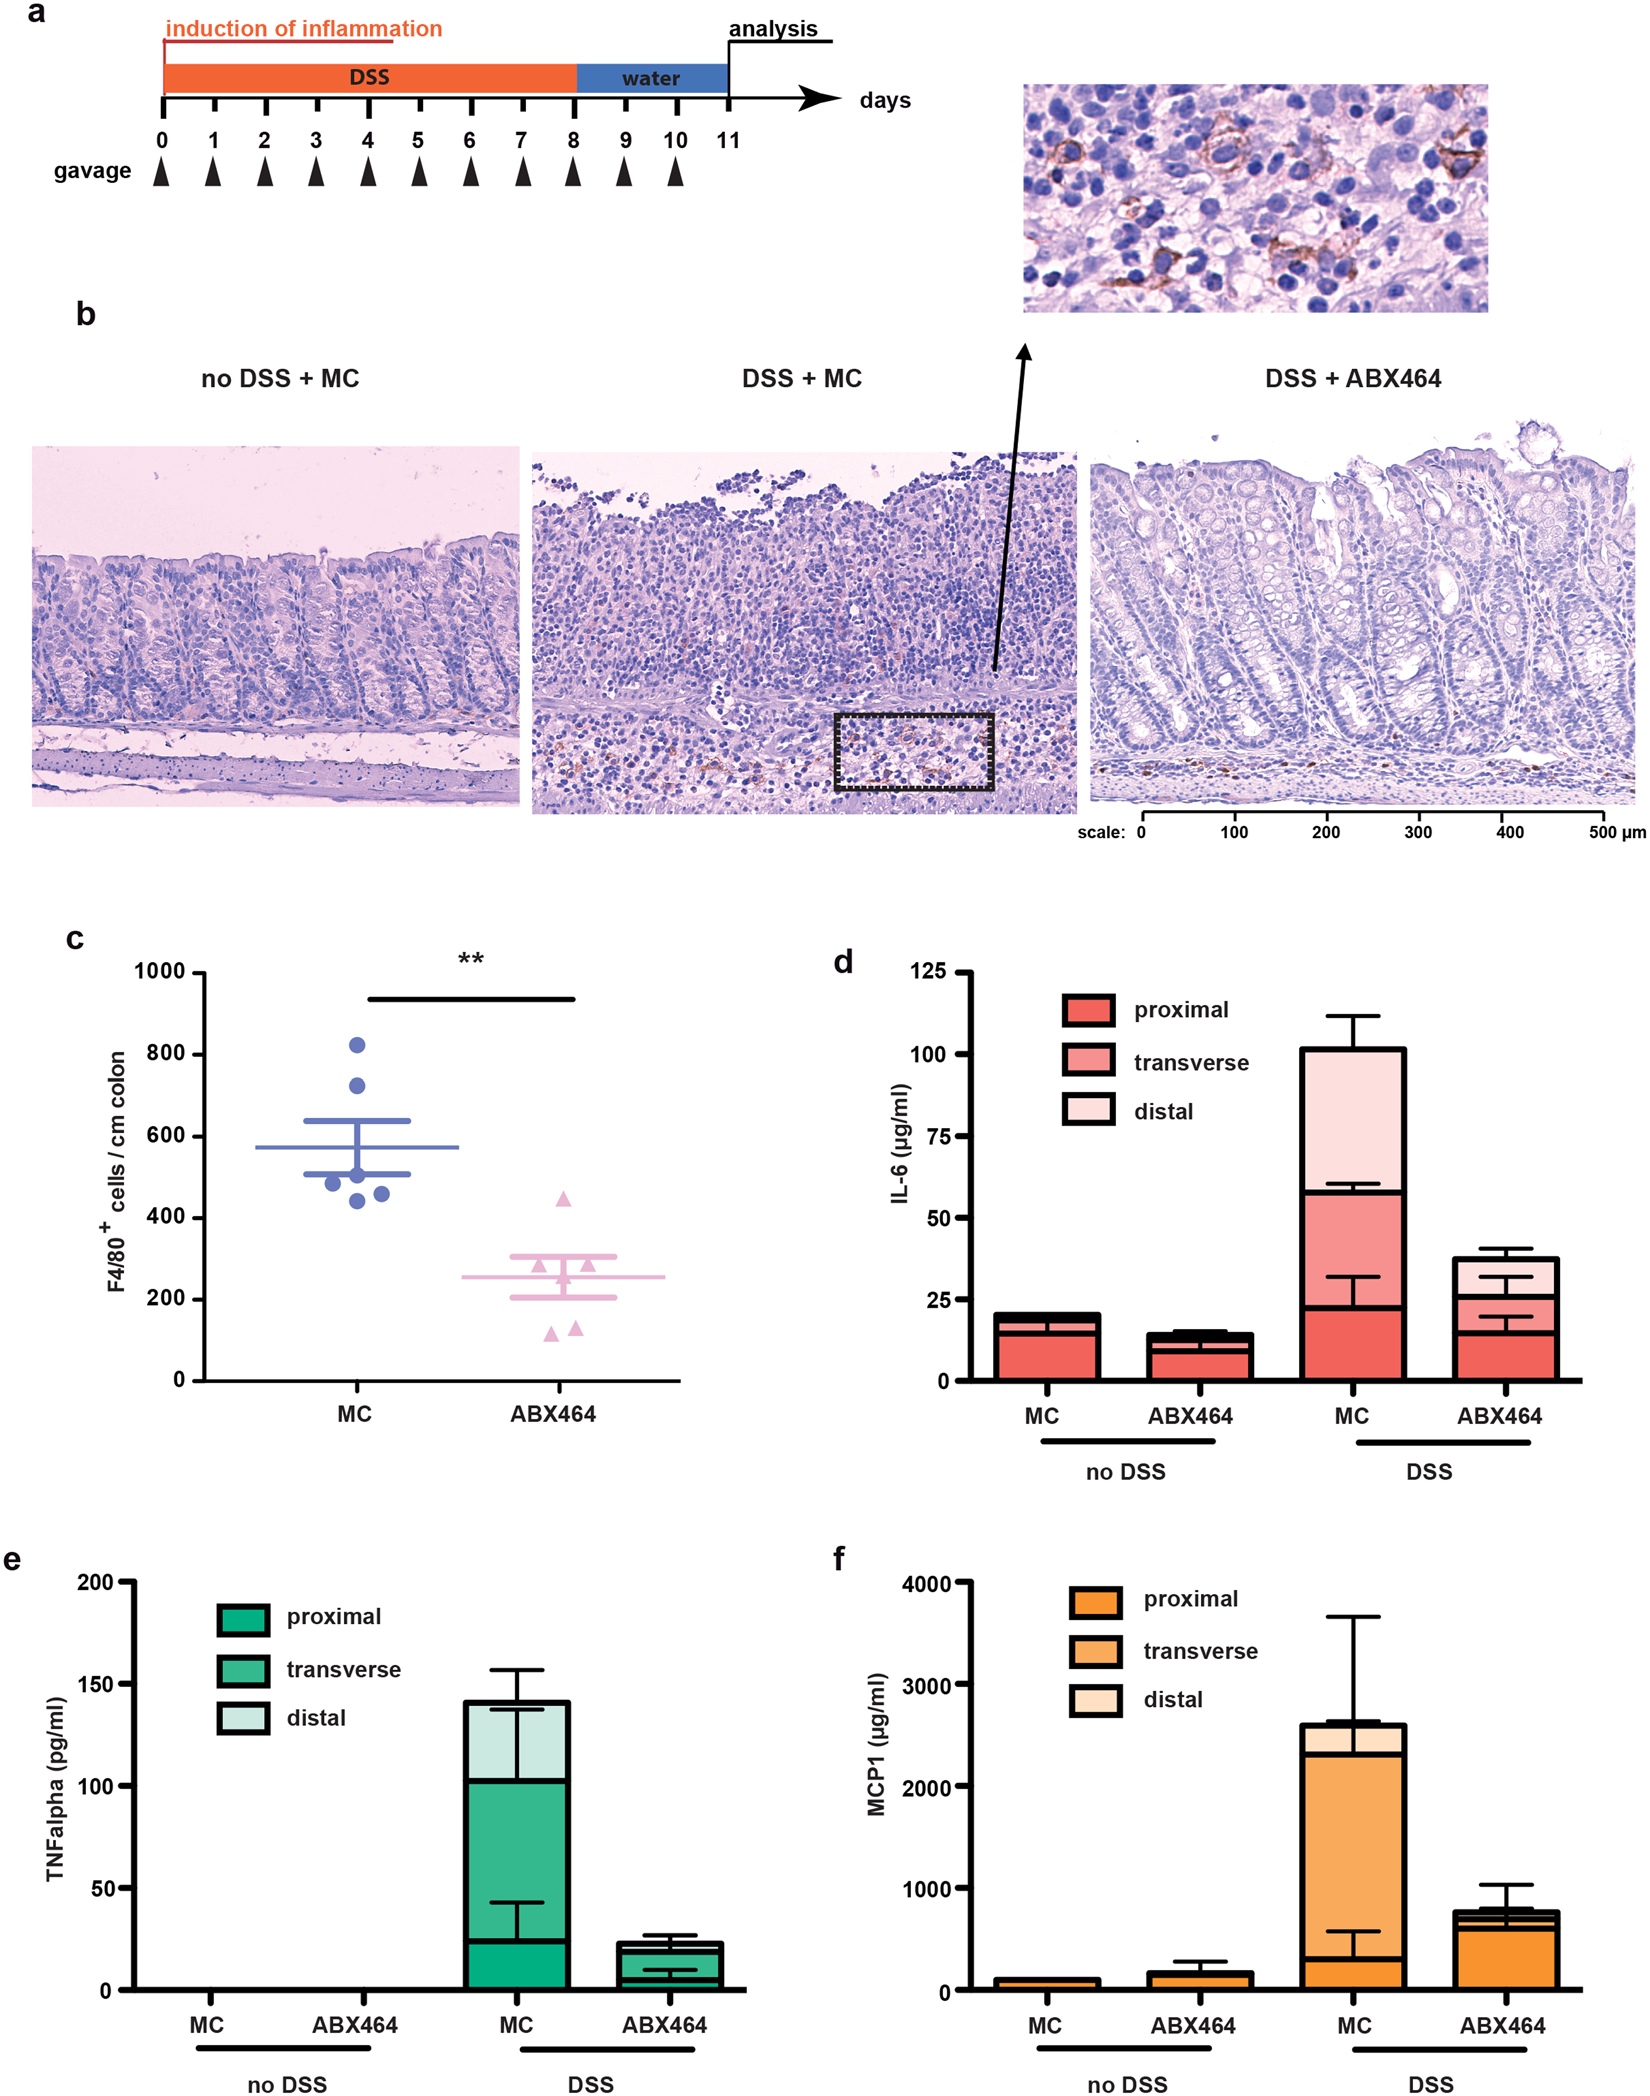 a
induction of inflammation
analysis
DSS
water
days
0 1 2 3 4 5 6 7 8 9 10 11
gavage
b
no DSS + MC
DSS + MC
DSS + ABX464
scale: 0 100 200 300 400 500 µm
c
**
1000
800
600
400
200
0
F4/80+ cells / cm colon
MC
ABX464
d
125
100
75
50
25
0
IL-6 (µg/ml)
proximal
transverse
distal
MC ABX464 MC ABX464
no DSS DSS
e
200
150
100
50
0
TNFalpha (pg/ml)
proximal
transverse
distal
MC ABX464 MC ABX464
no DSS DSS
f
4000
3000
2000
1000
0
MCP1 (µg/ml)
proximal
transverse
distal
MC ABX464 MC ABX464
no DSS DSS